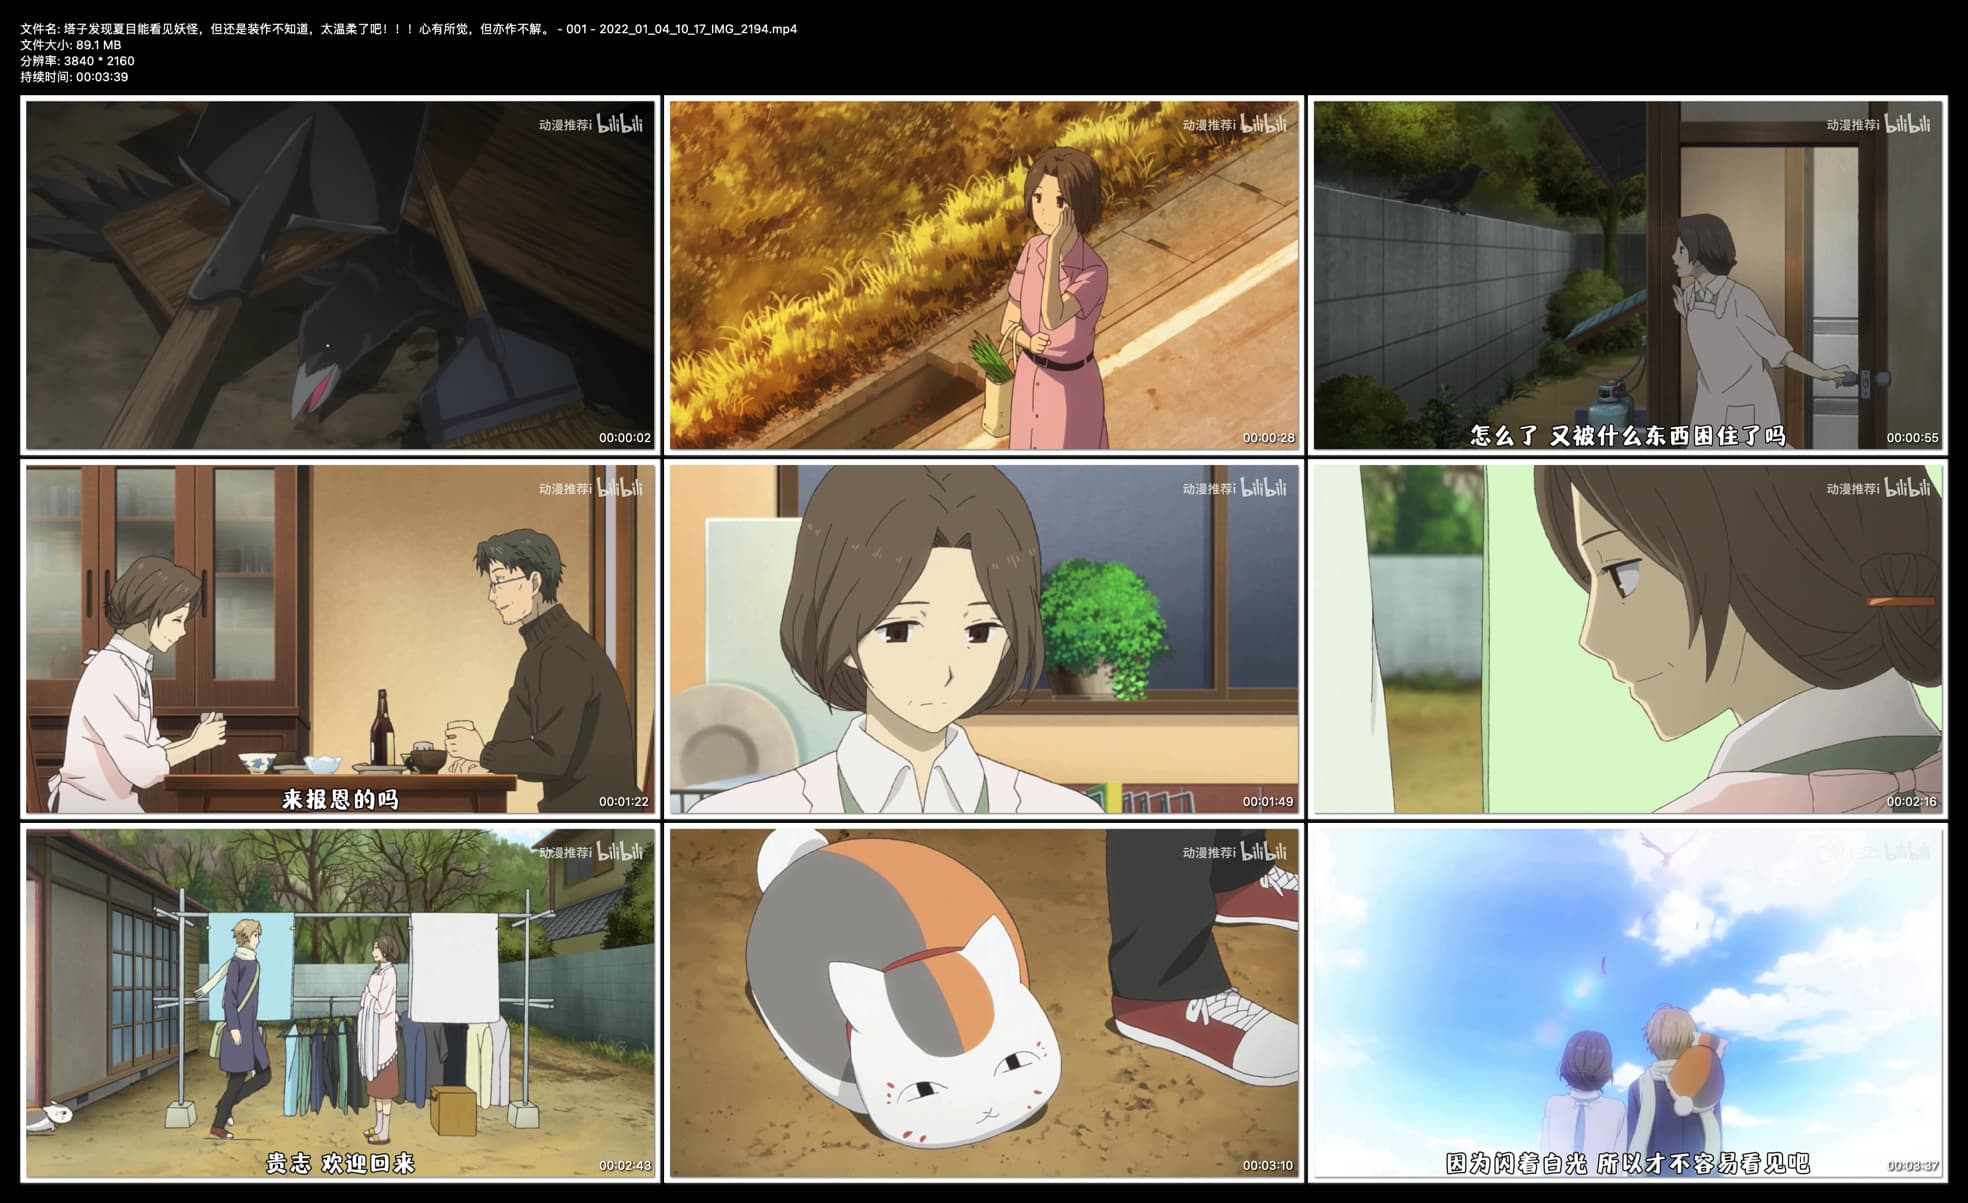 文件名: 塔子发现夏目能看见妖怪，但还是装作不知道，太温柔了吧！！！心有所觉，但亦作不解。 - 001 - 2022_01_04_10_17_IMG_2194.mp4
文件大小: 89.1 MB
分辨率: 3840 * 2160
持续时间: 00:03:39
动漫推荐i bilibili
00:00:02
动漫推荐i bilibili
00:00:28
动漫推荐i bilibili
怎么了 又被什么东西困住了吗
00:00:55
动漫推荐i bilibili
来报恩的吗
00:01:22
动漫推荐i bilibili
00:01:49
动漫推荐i bilibili
00:02:16
动漫推荐i bilibili
贵志 欢迎回来
00:02:43
动漫推荐i bilibili
00:03:10
bilibili
因为闪着白光 所以才不容易看见吧
00:03:37